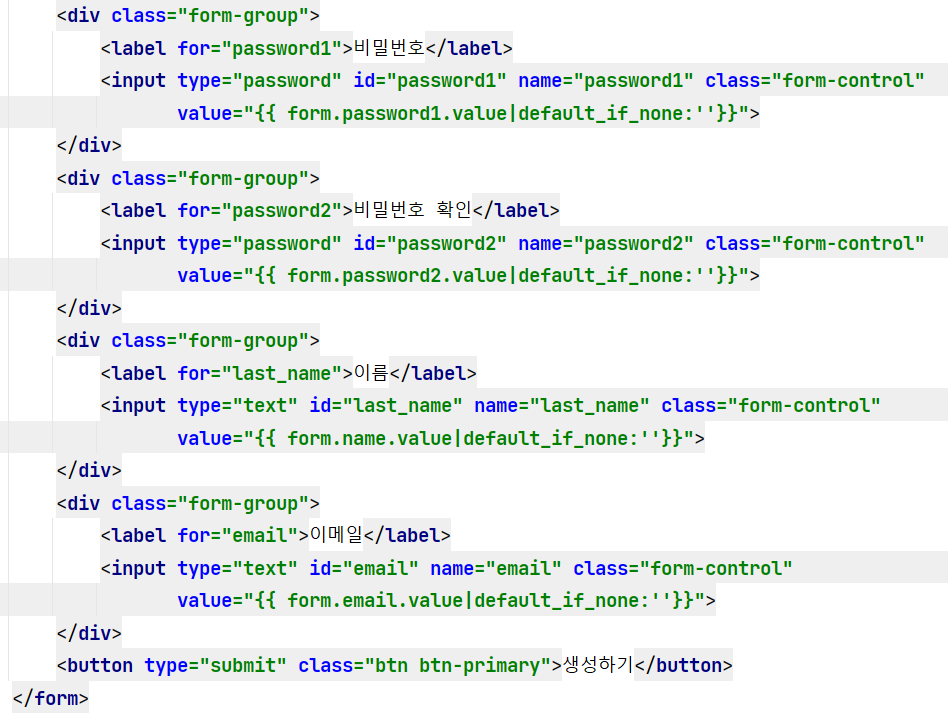 <div class="form-group">
<label for="password1">비밀번호</label>
<input type="password" id="password1" name="password1" class="form-control"
value="{{ form.password1.value|default_if_none:''}}">
</div>
<div class="form-group">
<label for="password2">비밀번호 확인</label>
<input type="password" id="password2" name="password2" class="form-control"
value="{{ form.password2.value|default_if_none:''}}">
</div>
<div class="form-group">
<label for="last_name">이름</label>
<input type="text" id="last_name" name="last_name" class="form-control"
value="{{ form.name.value|default_if_none:''}}">
</div>
<div class="form-group">
<label for="email">이메일</label>
<input type="text" id="email" name="email" class="form-control"
value="{{ form.email.value|default_if_none:''}}">
</div>
<button type="submit" class="btn btn-primary">생성하기</button>
</form>